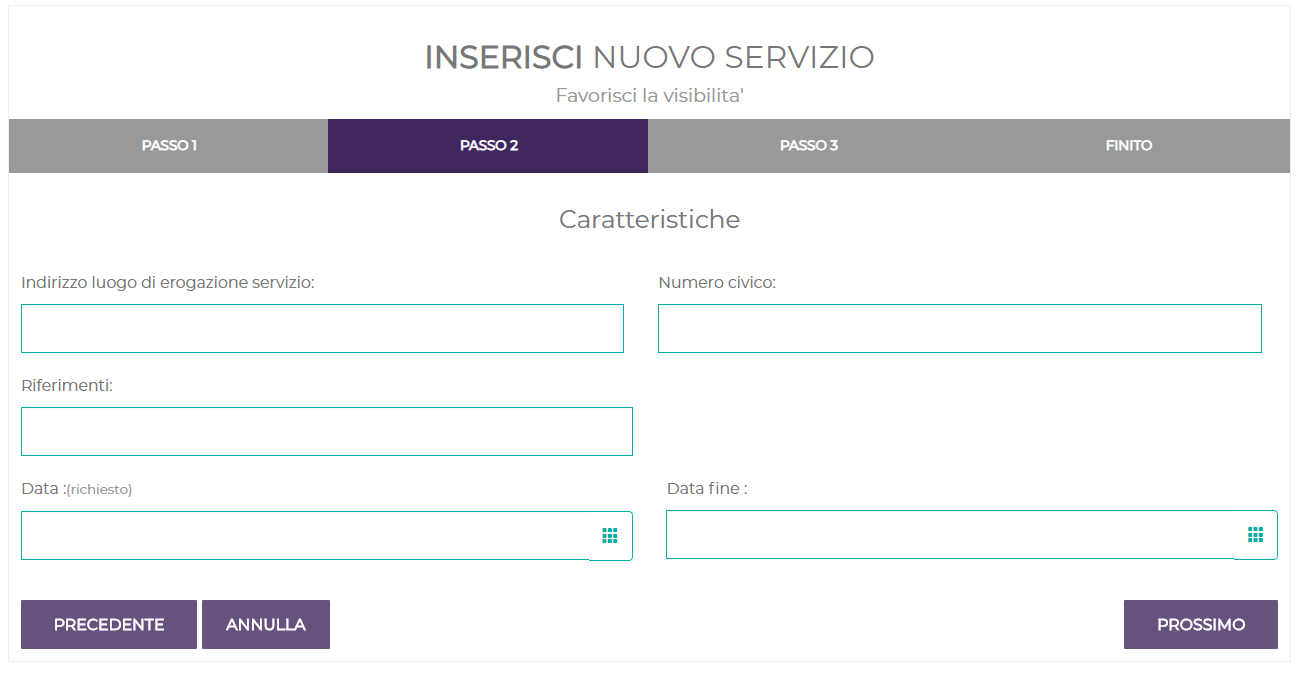 INSERISCI NUOVO SERVIZIO
Favorisci la visibilita'
PASSO 1 PASSO 2 PASSO 3 FINITO
Caratteristiche
Indirizzo luogo di erogazione servizio: Numero civico:
Riferimenti:
Data :(richiesto) Data fine :
PRECEDENTE ANNULLA PROSSIMO